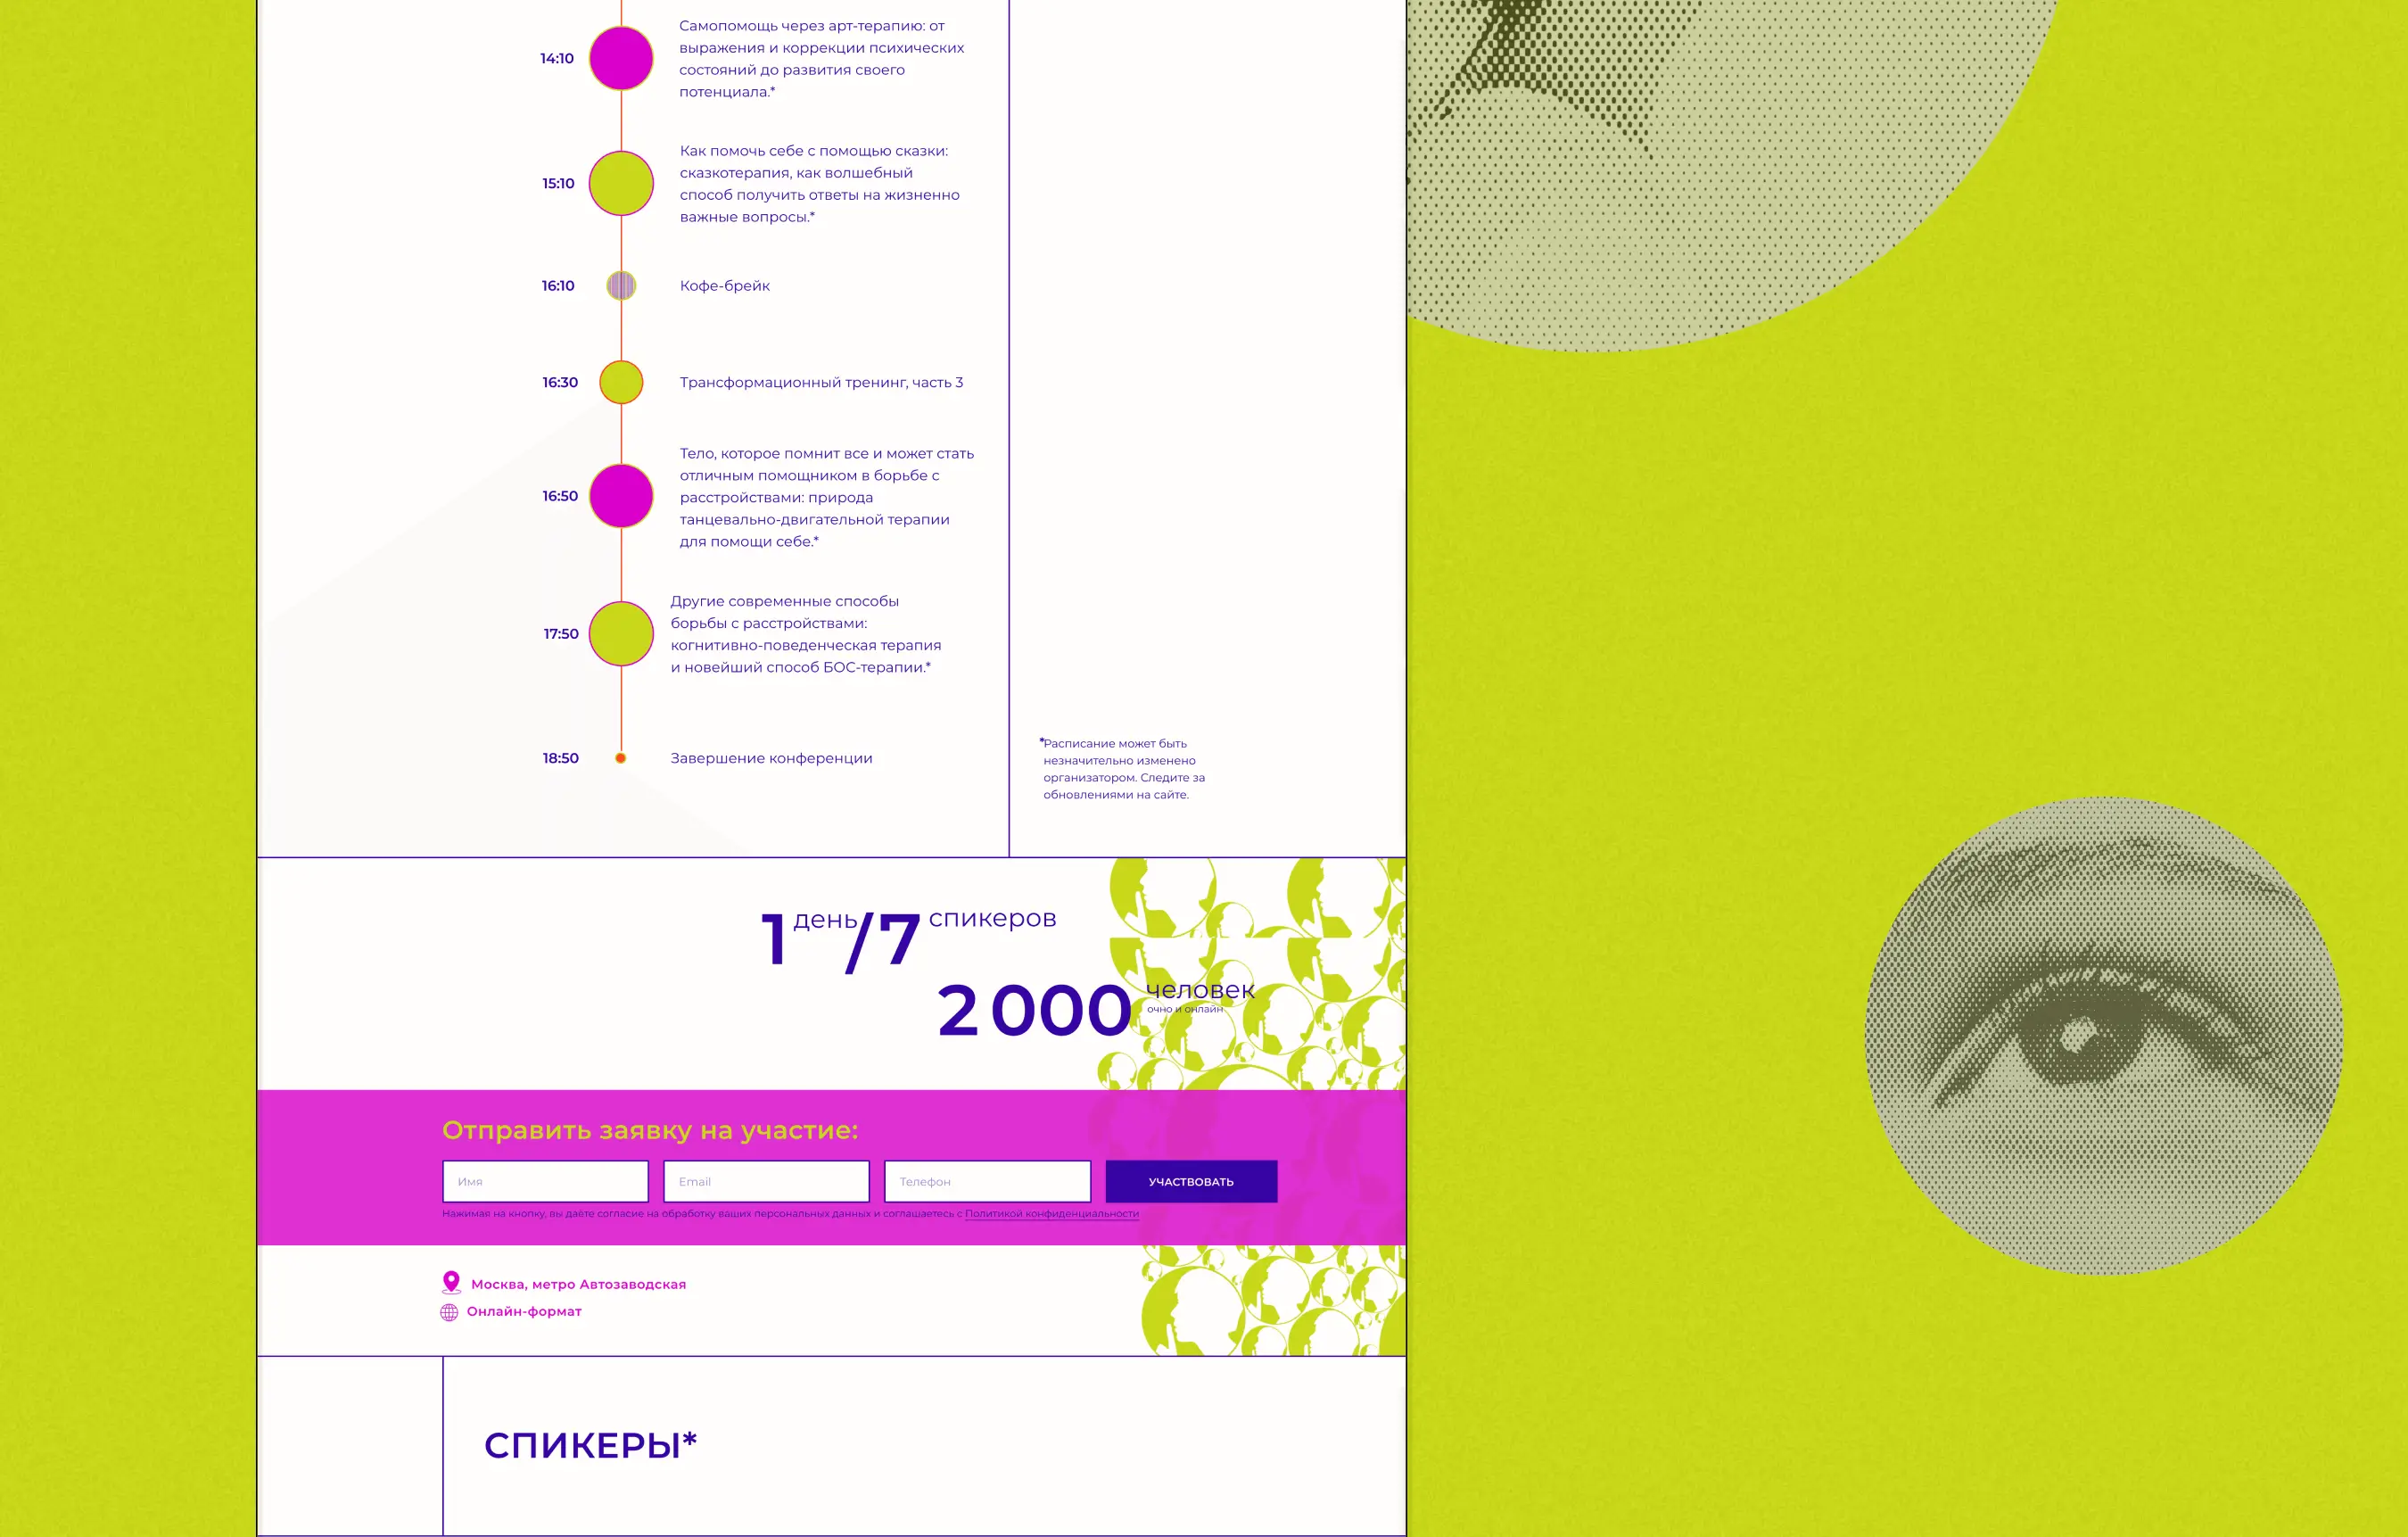 14:10
Самопомощь через арт-терапию: от
выражения и коррекции психических
состояний до развития своего
потенциала.*
15:10
Как помочь себе с помощью сказки:
сказкотерапия, как волшебный
способ получить ответы на жизненно
важные вопросы.*
16:10
Кофе-брейк
16:30
Трансформационный тренинг, часть 3
16:50
Тело, которое помнит все и может стать
отличным помощником в борьбе с
расстройствами: природа
танцевально-двигательной терапии
для помощи себе.*
17:50
Другие современные способы
борьбы с расстройствами:
когнитивно-поведенческая терапия
и новейший способ БОС-терапии.*
18:50
Завершение конференции
*Расписание может быть
незначительно изменено
организатором. Следите за
обновлениями на сайте.
1 день/7 спикеров
2 000 человек
очно и онлайн
Отправить заявку на участие:
Имя
Email
Телефон
УЧАСТВОВАТЬ
Нажимая на кнопку, вы даёте согласие на обработку ваших персональных данных и соглашаетесь с Политикой конфиденциальности
Москва, метро Автозаводская
Онлайн-формат
СПИКЕРЫ*